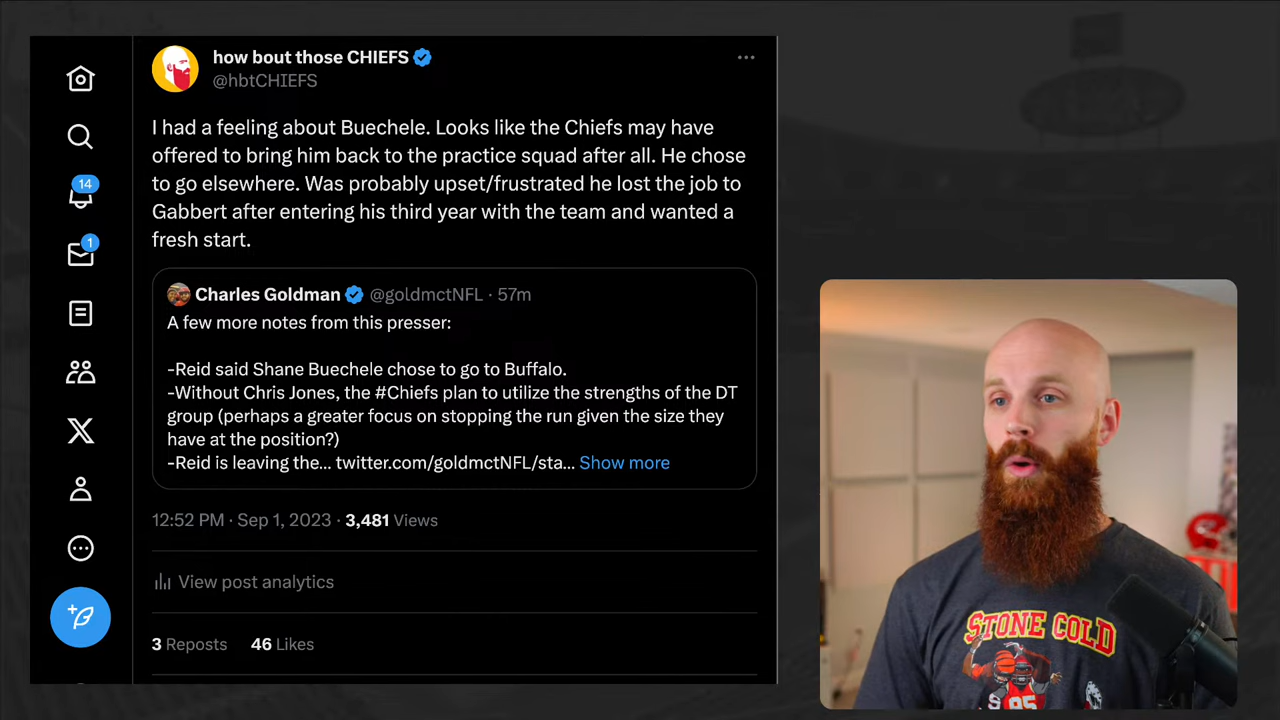 how bout those CHIEFS
@hbtCHIEFS
I had a feeling about Buechele. Looks like the Chiefs may have
offered to bring him back to the practice squad after all. He chose
to go elsewhere. Was probably upset/frustrated he lost the job to
Gabbert after entering his third year with the team and wanted a
fresh start.
14
1
Charles Goldman @goldmctNFL · 57m
A few more notes from this presser:
-Reid said Shane Buechele chose to go to Buffalo.
-Without Chris Jones, the #Chiefs plan to utilize the strengths of the DT
group (perhaps a greater focus on stopping the run given the size they
have at the position?)
-Reid is leaving the... twitter.com/goldmctNFL/sta... Show more
12:52 PM · Sep 1, 2023 · 3,481 Views
View post analytics
3 Reposts 46 Likes
STONE COLD
95